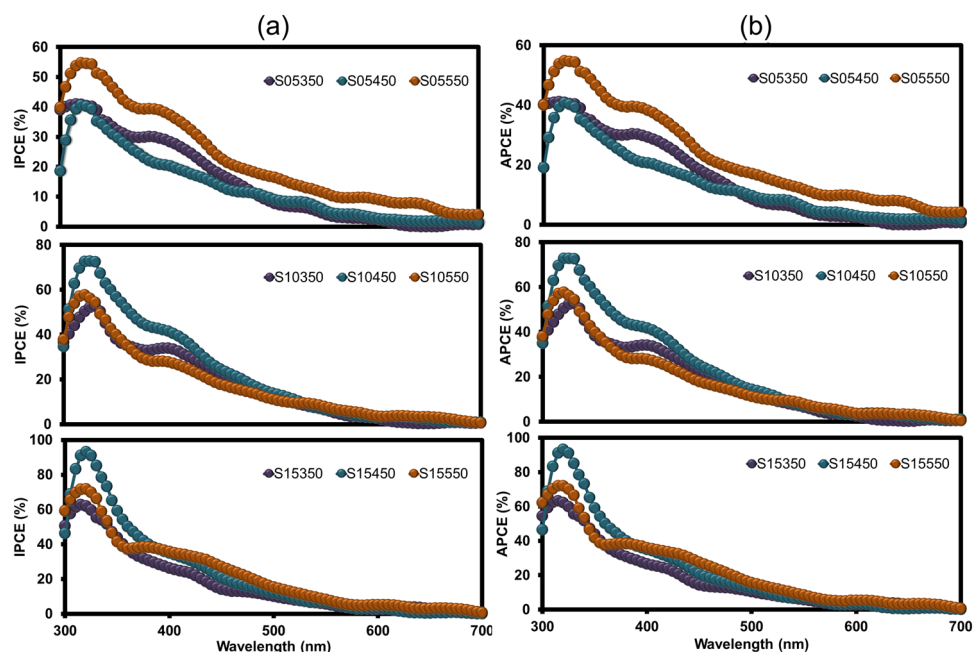 (a)
(b)
60
50
40
30
20
10
0
IPCE (%)
S05350 S05450 S05550
60
40
20
0
APCE (%)
S05350 S05450 S05550
80
60
40
20
0
IPCE (%)
S10350 S10450 S10550
80
60
40
20
0
APCE (%)
S10350 S10450 S10550
100
80
60
40
20
0
IPCE (%)
S15350 S15450 S15550
300 400 500 600 700
Wavelength (nm)
100
80
60
40
20
0
APCE (%)
S15350 S15450 S15550
300 400 500 600 700
Wavelength (nm)